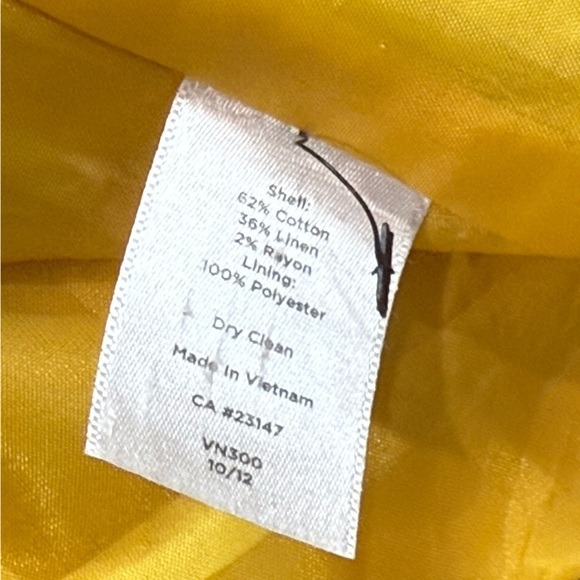 Shell:
62% Cotton
36% Linen
2% Rayon
Lining:
100% Polyester
Dry Clean
Made In Vietnam
CA #23147
VN300
10/12